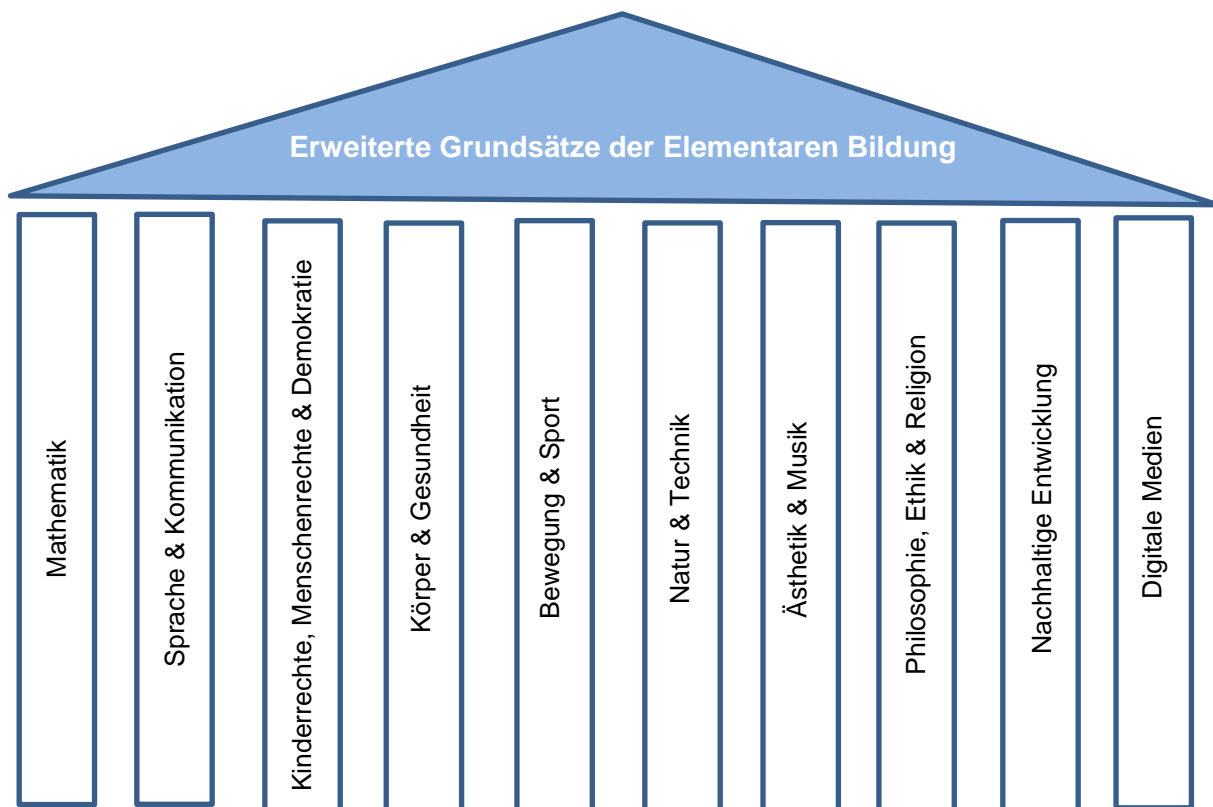 Erweiterte Grundsätze der Elementaren Bildung
Mathematik
Sprache & Kommunikation
Kinderrechte, Menschenrechte & Demokratie
Körper & Gesundheit
Bewegung & Sport
Natur & Technik
Ästhetik & Musik
Philosophie, Ethik & Religion
Nachhaltige Entwicklung
Digitale Medien